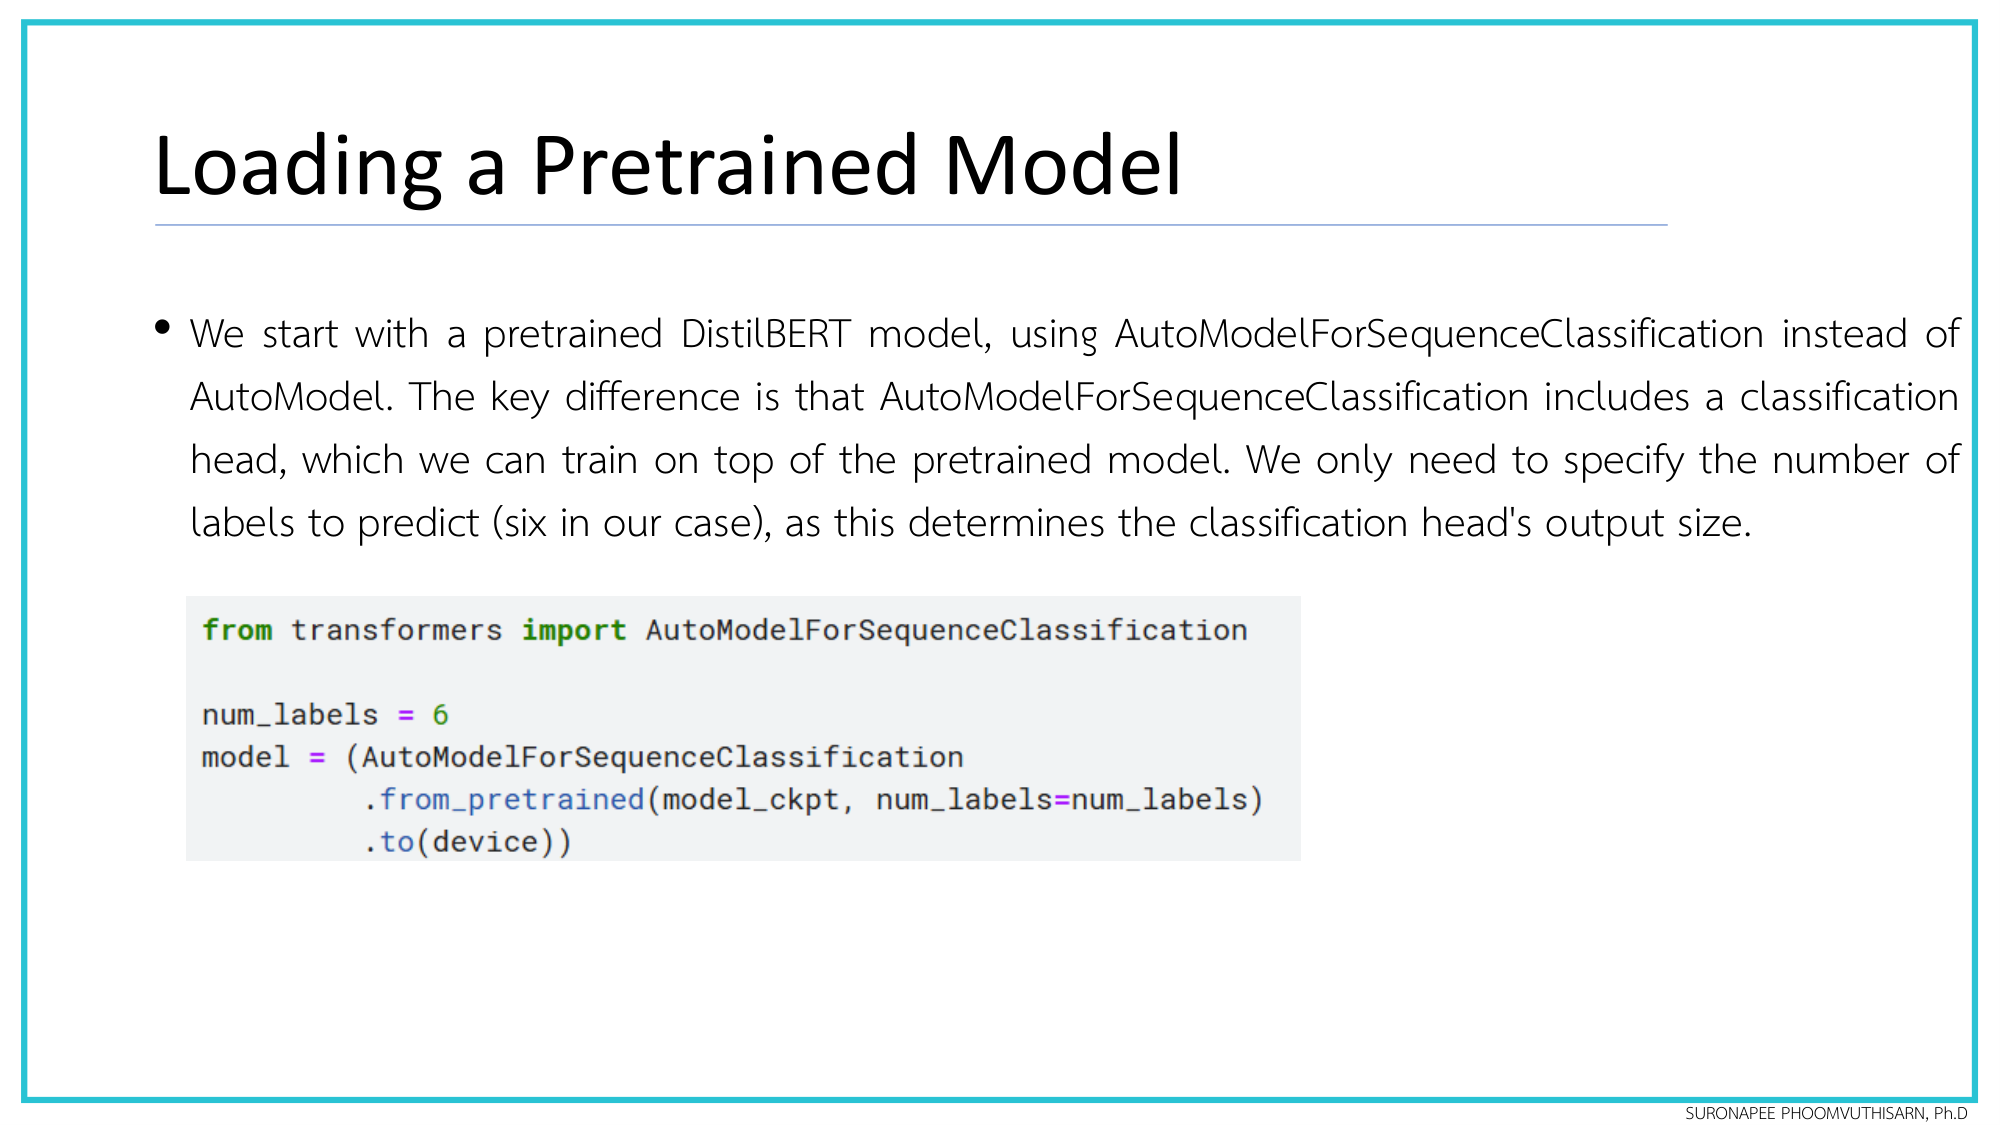 Loading a Pretrained Model
• We start with a pretrained DistilBERT model, using AutoModelForSequenceClassification instead of
AutoModel. The key difference is that AutoModelForSequenceClassification includes a classification
head, which we can train on top of the pretrained model. We only need to specify the number of
labels to predict (six in our case), as this determines the classification head's output size.
from transformers import AutoModelForSequenceClassification
num_labels = 6
model = (AutoModelForSequenceClassification
.from_pretrained(model_ckpt, num_labels=num_labels)
.to(device))
SURONAPEE PHOOMVUTHISARN, Ph.D